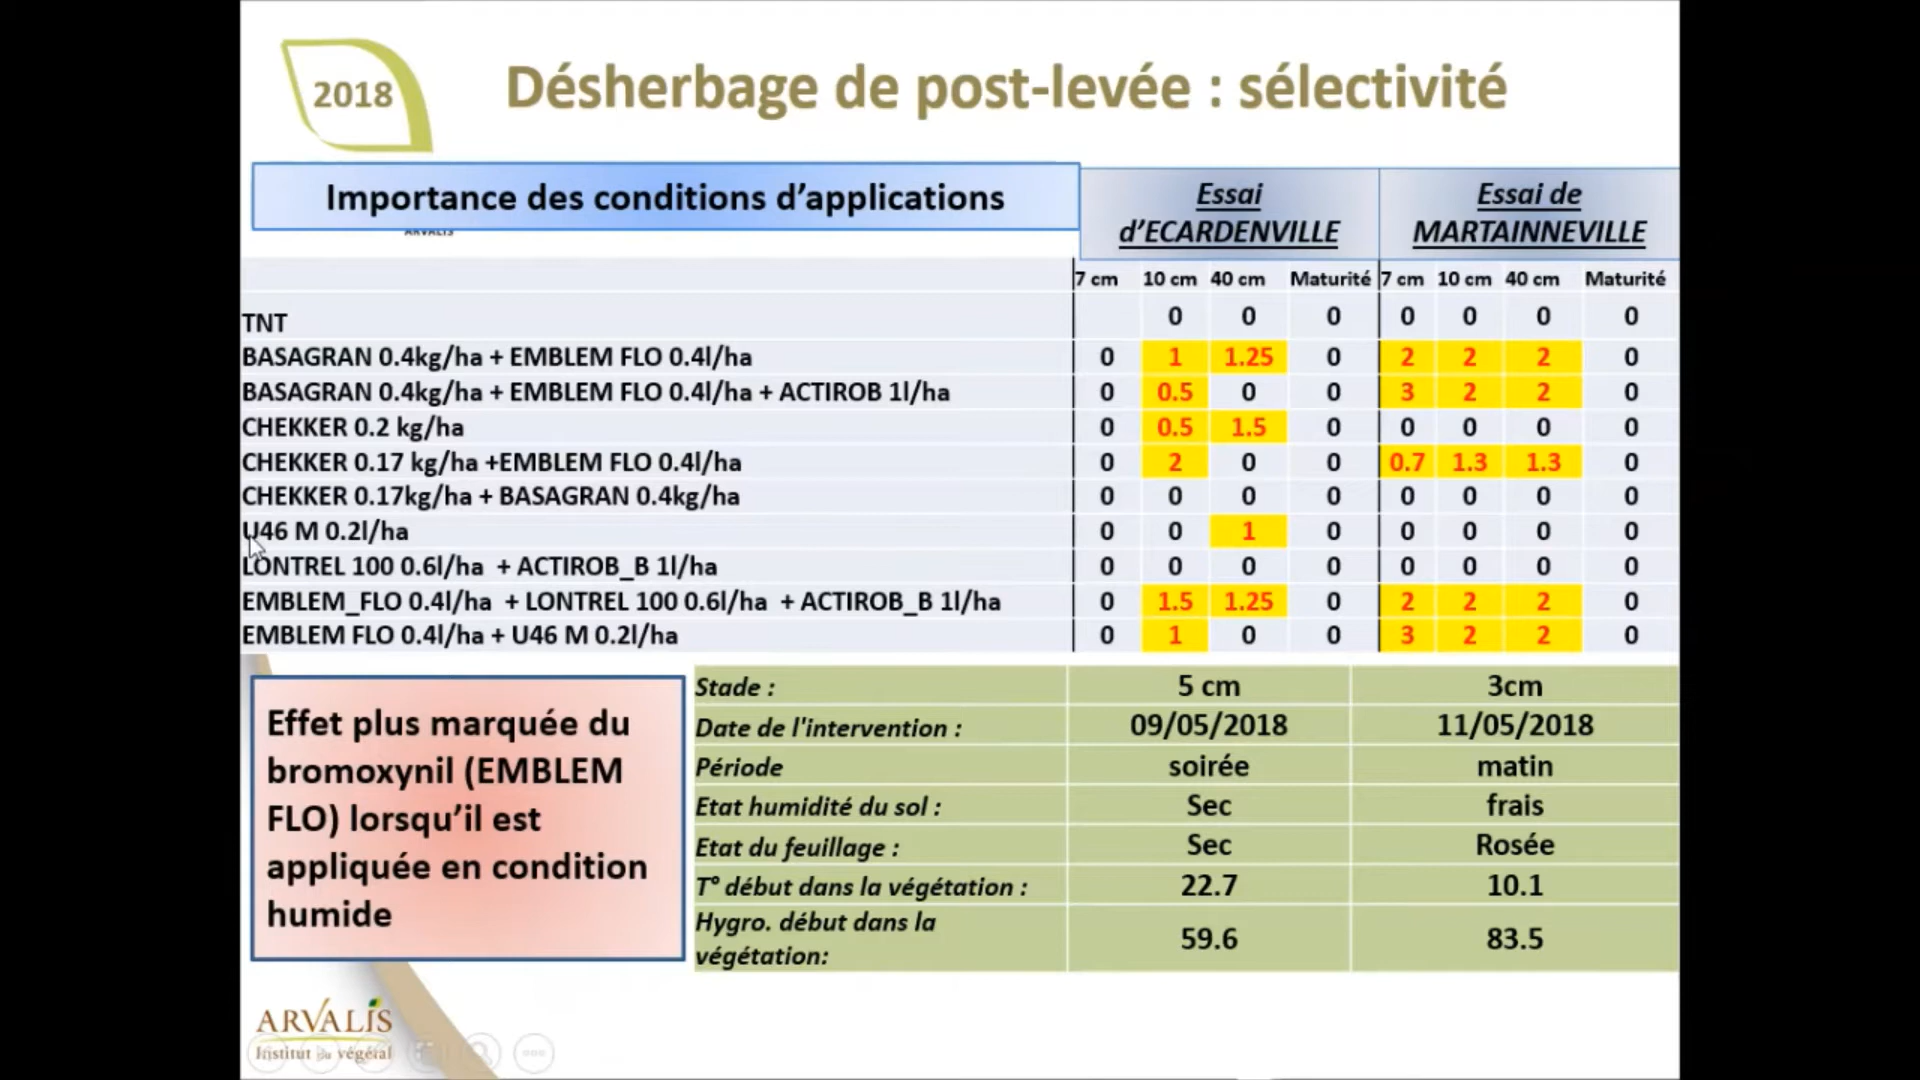 2018
Désherbage de post-levée : sélectivité
Importance des conditions d'applications
Essai
d'ECARDENVILLE
Essai de
MARTAINNEVILLE
ARVALIS
7 cm 10 cm 40 cm Maturité 7 cm 10 cm 40 cm Maturité
TNT 0 0 0 0 0 0 0
BASAGRAN 0.4kg/ha + EMBLEM FLO 0.4l/ha 0 1 1.25 0 2 2 2 0
BASAGRAN 0.4kg/ha + EMBLEM FLO 0.4l/ha + ACTIROB 1l/ha 0 0.5 0 0 3 2 2 0
CHEKKER 0.2 kg/ha 0 0.5 1.5 0 0 0 0 0
CHEKKER 0.17 kg/ha +EMBLEM FLO 0.4l/ha 0 2 0 0 0.7 1.3 1.3 0
CHEKKER 0.17kg/ha + BASAGRAN 0.4kg/ha 0 0 0 0 0 0 0 0
U46 M 0.2l/ha 0 0 1 0 0 0 0 0
LONTREL 100 0.6l/ha + ACTIROB_B 1l/ha 0 0 0 0 0 0 0 0
EMBLEM_FLO 0.4l/ha + LONTREL 100 0.6l/ha + ACTIROB_B 1l/ha 0 1.5 1.25 0 2 2 2 0
EMBLEM FLO 0.4l/ha + U46 M 0.2l/ha 0 1 0 0 3 2 2 0
Effet plus marquée du
bromoxynil (EMBLEM
FLO) lorsqu'il est
appliquée en condition
humide
Stade : 5 cm 3cm
Date de l'intervention : 09/05/2018 11/05/2018
Période soirée matin
Etat humidité du sol : Sec frais
Etat du feuillage : Sec Rosée
T° début dans la végétation : 22.7 10.1
Hygro. début dans la
végétation: 59.6 83.5
ARVALIS
Institut du végétal